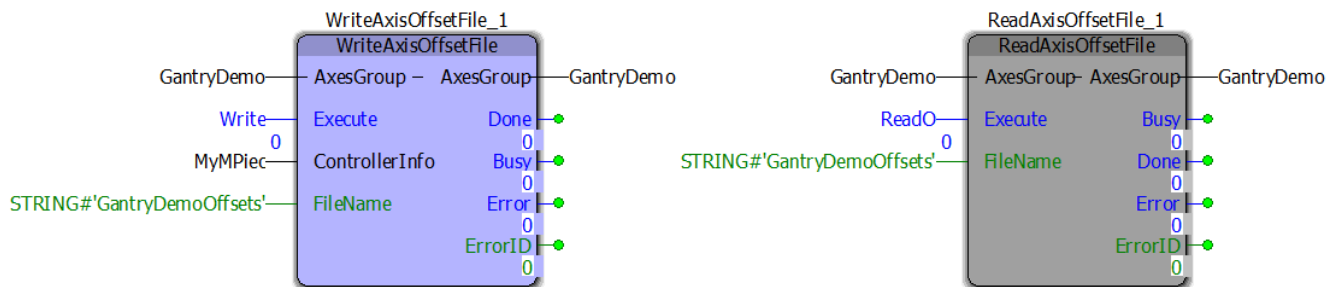 WriteAxisOffsetFile_1
WriteAxisOffsetFile
GantryDemo AxesGroup AxesGroup GantryDemo
Write Execute Done
0 0
MyMPiec ControllerInfo Busy
0
STRING#'GantryDemoOffsets' FileName Error
0
ErrorID
0
ReadAxisOffsetFile_1
ReadAxisOffsetFile
GantryDemo AxesGroup AxesGroup GantryDemo
ReadO Execute Busy
0 0
STRING#'GantryDemoOffsets' FileName Done
0
Error
0
ErrorID
0